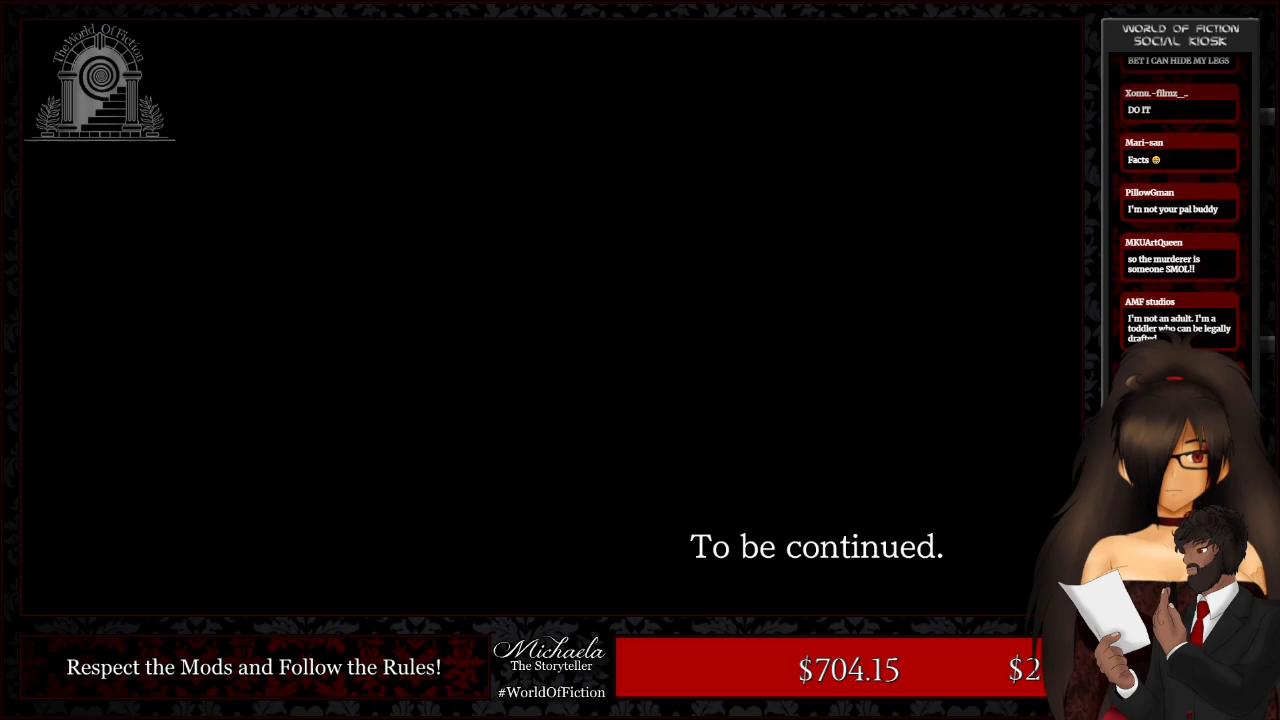 The World Of Fiction
WORLD OF FICTION
SOCIAL KIOSK
BET I CAN HIDE MY LEGS
Xomu.-filmz__..
DO IT
Mari-san
Facts 😄
PillowGman
I'm not your pal buddy
MKUArtQueen
so the murderer is
someone SMOL!!
AMF studios
I'm not an adult. I'm a
toddler who can be legally
drafted
To be continued.
Respect the Mods and Follow the Rules!
Michaela
The Storyteller
#WorldOfFiction
$704.15
$2